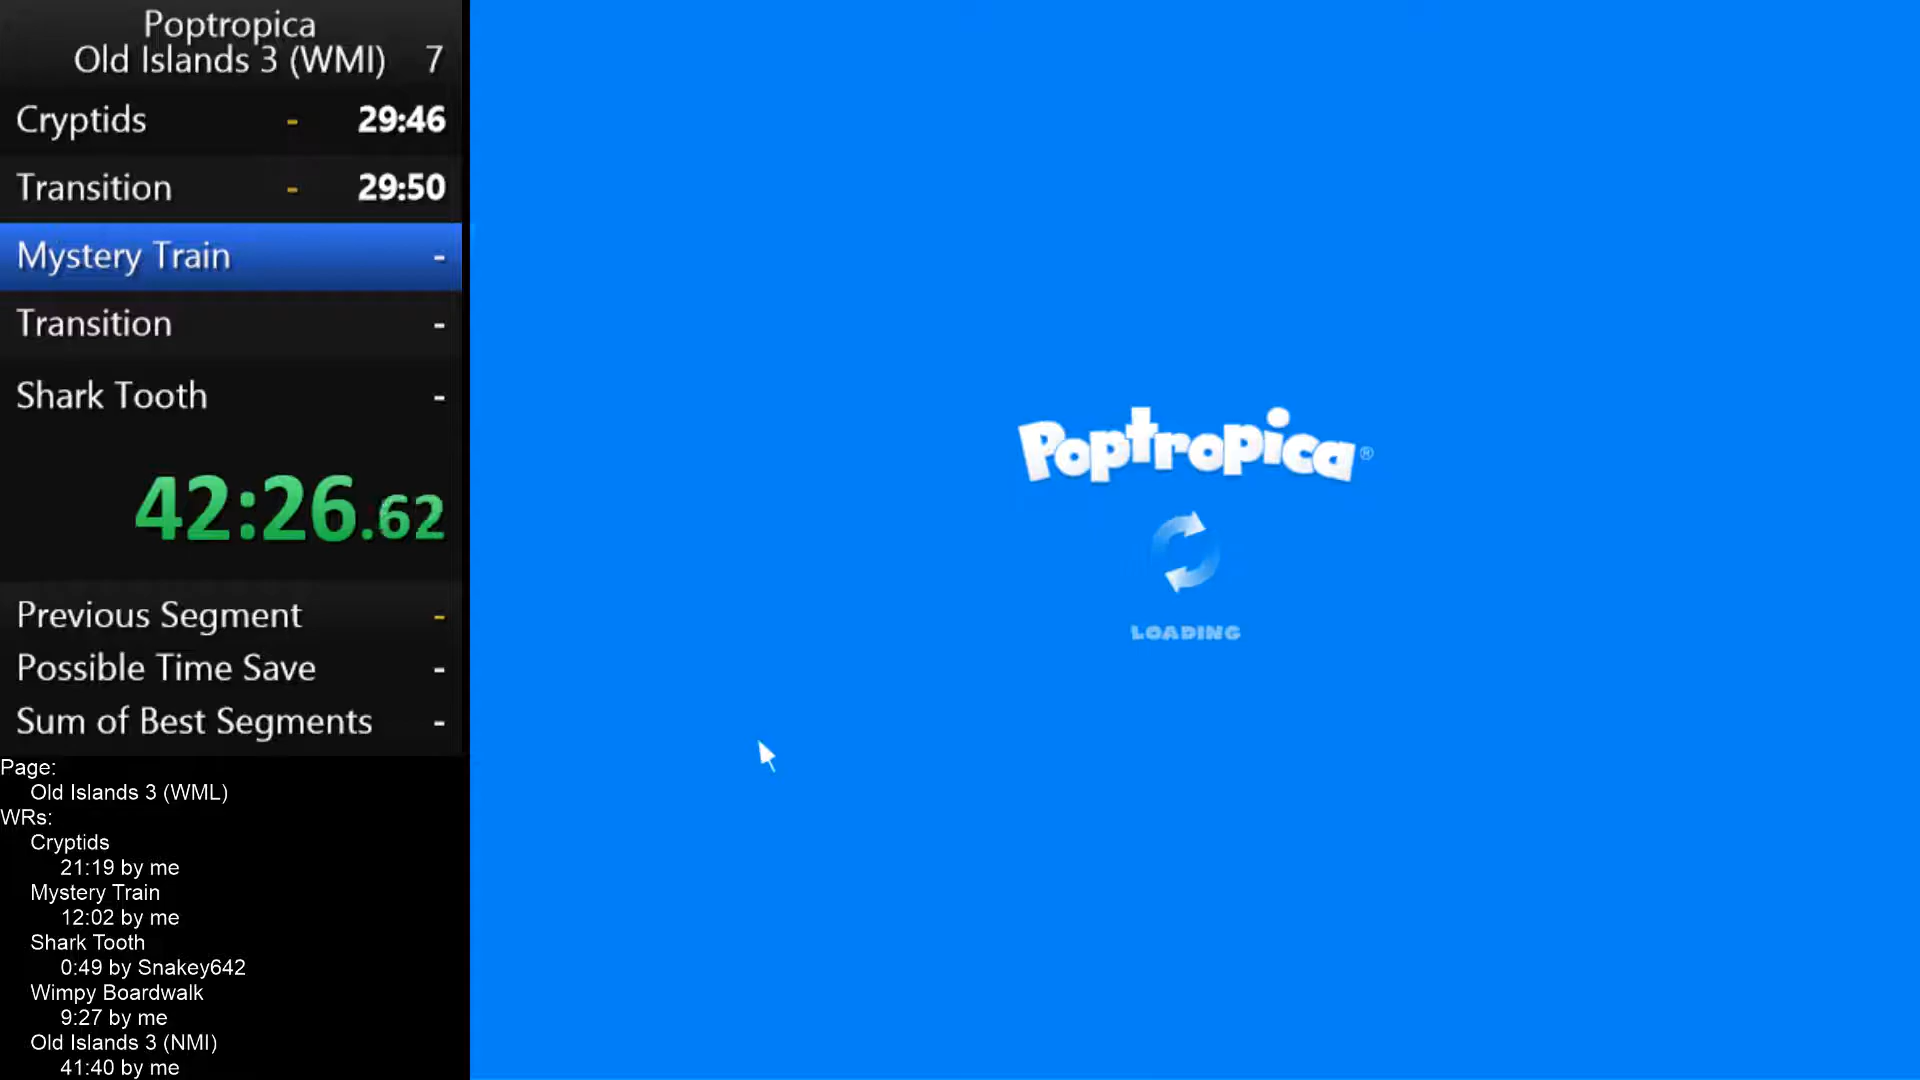 Poptropica
Old Islands 3 (WMI) 7
Cryptids - 29:46
Transition - 29:50
Mystery Train -
Transition -
Shark Tooth -
42:26.62
Previous Segment -
Possible Time Save -
Sum of Best Segments -
Page:
Old Islands 3 (WML)
WRs:
Cryptids
21:19 by me
Mystery Train
12:02 by me
Shark Tooth
0:49 by Snakey642
Wimpy Boardwalk
9:27 by me
Old Islands 3 (NMI)
41:40 by me
Poptropica®
LOADING